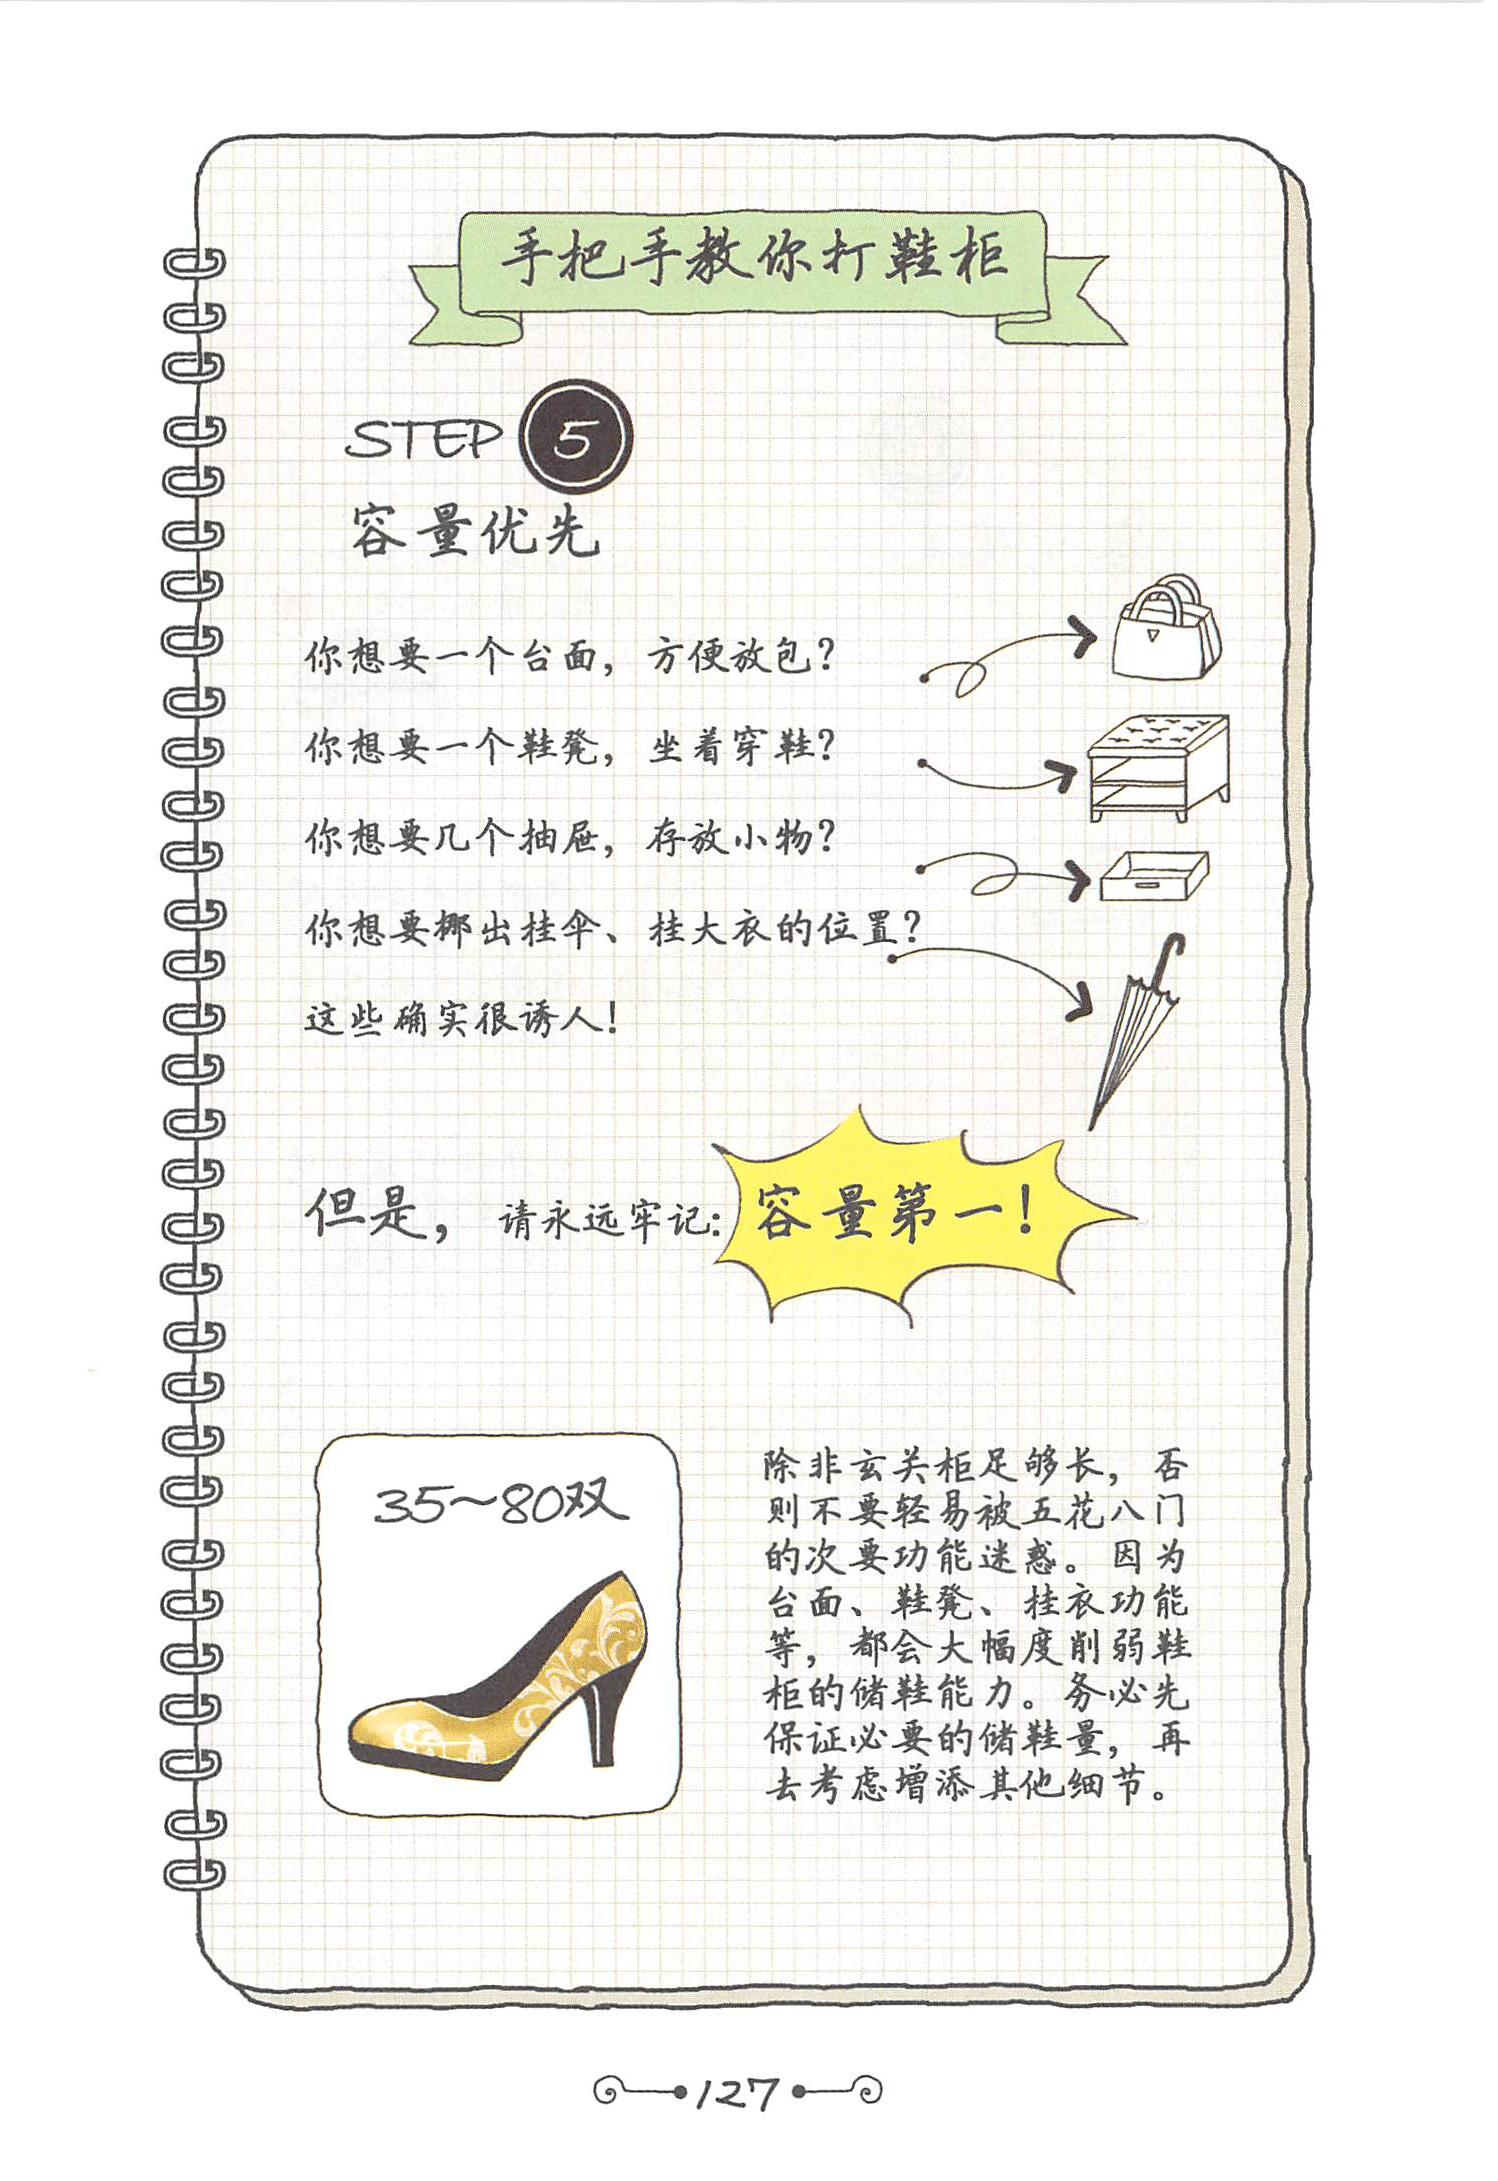 手把手教你打鞋柜
STEP 5
容量优先
你想要一个台面，方便放包？
你想要一个鞋凳，坐着穿鞋？
你想要几个抽屉，存放小物？
你想要挪出挂伞、挂大衣的位置？
这些确实很诱人！
但是，请永远牢记：容量第一！
35～80双
除非玄关柜足够长，否
则不要轻易被五花八门
的次要功能迷惑。因为
台面、鞋凳、挂衣功能
等，都会大幅度削弱鞋
柜的储鞋能力。务必先
保证必要的储鞋量，再
去考虑增添其他细节。
127